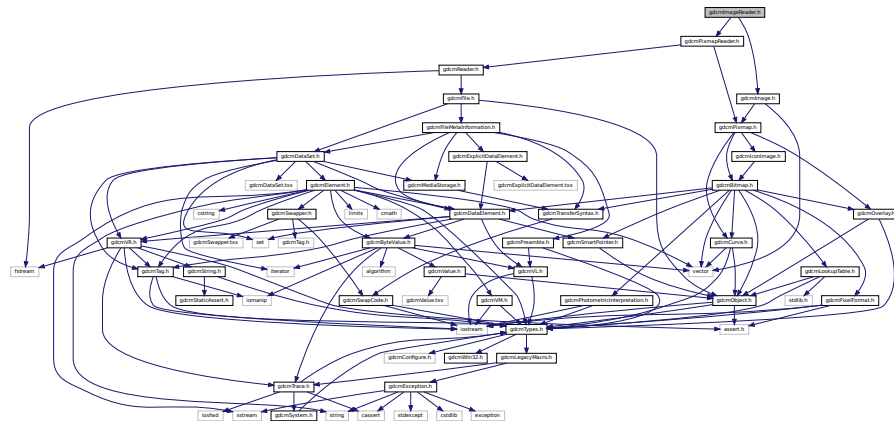 gdcmImageReader.h
gdcmPixmapReader.h
gdcmReader.h
gdcmFile.h
gdcmImage.h
gdcmFileMetaInformation.h
gdcmPixmap.h
gdcmDataSet.h
gdcmExplicitDataElement.h
gdcmIconImage.h
gdcmDataSet.txx
gdcmElement.h
gdcmMediaStorage.h
gdcmExplicitDataElement.txx
gdcmBitmap.h
cstring
gdcmSwapper.h
limits
cmath
gdcmDataElement.h
gdcmTransferSyntax.h
gdcmOverlay.h
gdcmVR.h
gdcmSwapper.txx
set
gdcmTag.h
gdcmByteValue.h
gdcmPreamble.h
gdcmSmartPointer.h
gdcmCurve.h
fstream
gdcmTag.h
gdcmString.h
iterator
algorithm
gdcmValue.h
gdcmVL.h
vector
gdcmLookupTable.h
gdcmStaticAssert.h
iomanip
gdcmSwapCode.h
gdcmValue.txx
gdcmVM.h
gdcmPhotometricInterpretation.h
gdcmObject.h
stdlib.h
gdcmPixelFormat.h
iostream
gdcmTypes.h
assert.h
gdcmConfigure.h
gdcmWin32.h
gdcmLegacyMacro.h
gdcmTrace.h
gdcmException.h
iosfwd
sstream
gdcmSystem.h
string
cassert
stdexcept
cstdlib
exception